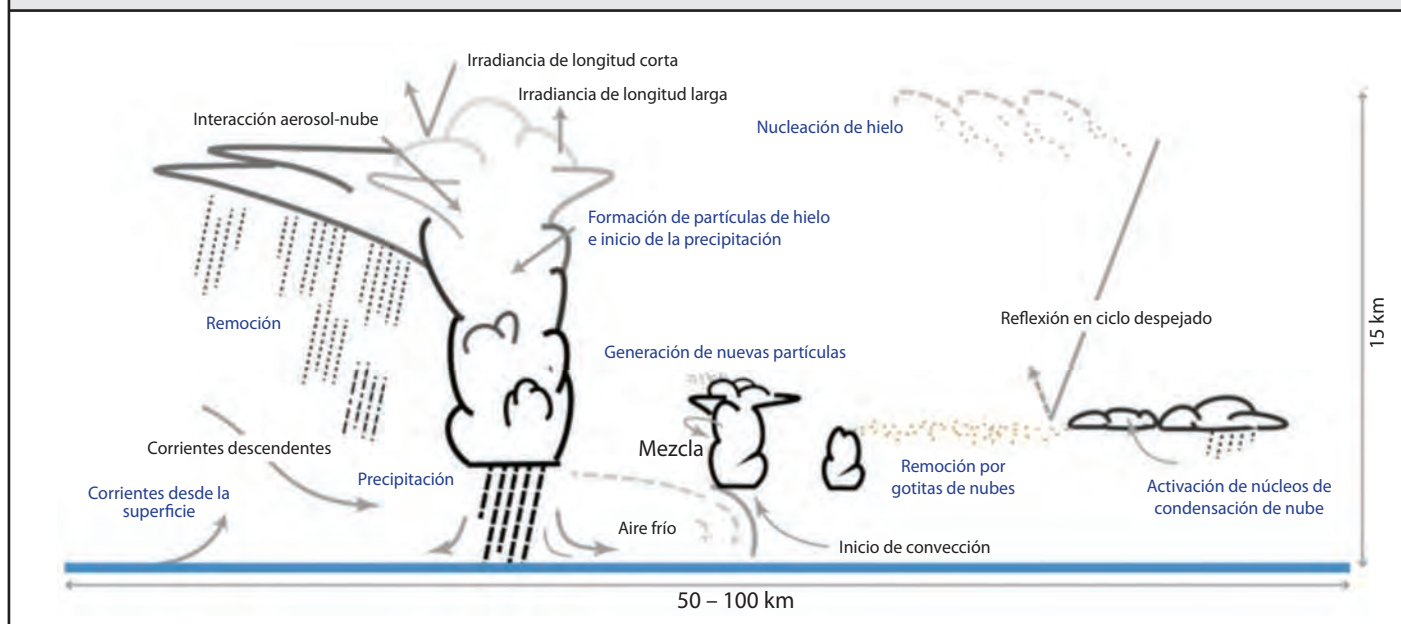 Irradiancia de longitud corta
Irradiancia de longitud larga
Interacción aerosol-nube
Nucleación de hielo
Formación de partículas de hielo
e inicio de la precipitación
Remoción
Reflexión en ciclo despejado
15 km
Generación de nuevas partículas
Mezcla
Corrientes descendentes
Precipitación
Remoción por
gotitas de nubes
Activación de núcleos de
condensación de nube
Corrientes desde la
superficie
Aire frío
Inicio de convección
50 – 100 km